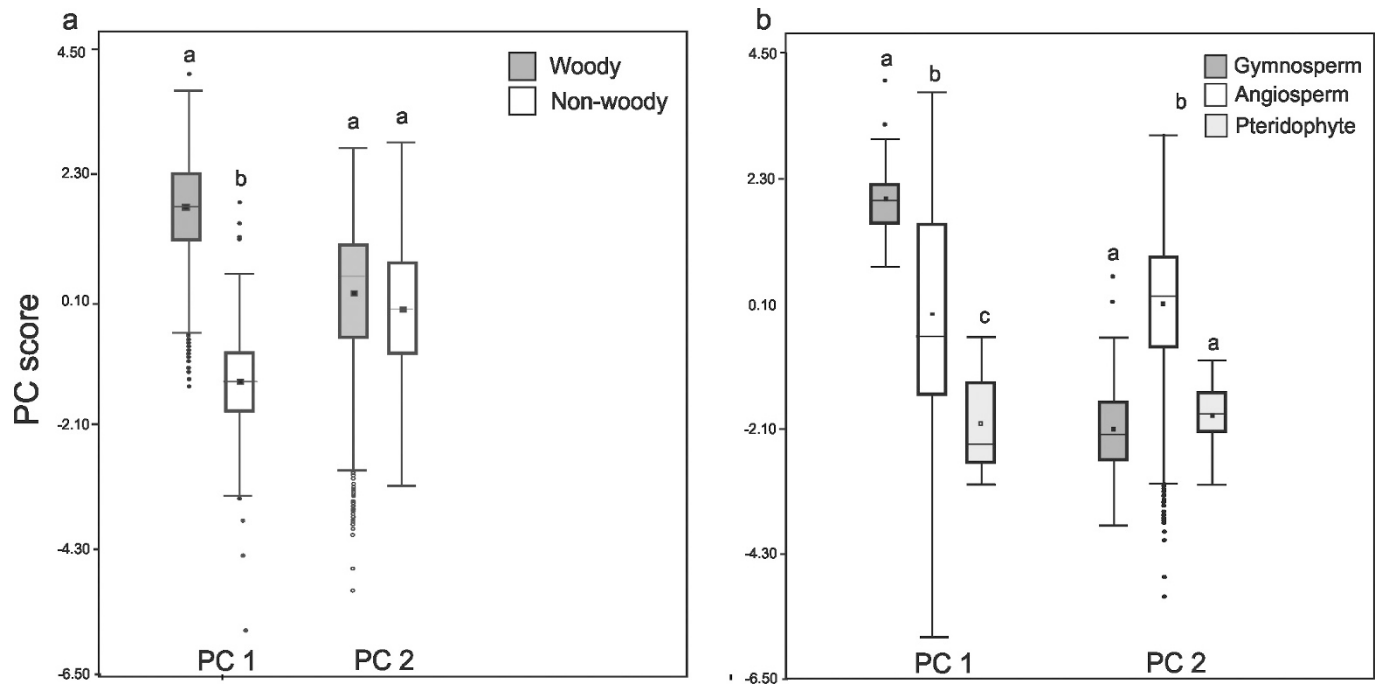 a
4.50
2.30
0.10
-2.10
-4.30
-6.50
PC score
a
b
a
a
Woody
Non-woody
PC 1
PC 2
b
4.50
2.30
0.10
-2.10
-4.30
-6.50
a
b
c
a
b
a
Gymnosperm
Angiosperm
Pteridophyte
PC 1
PC 2